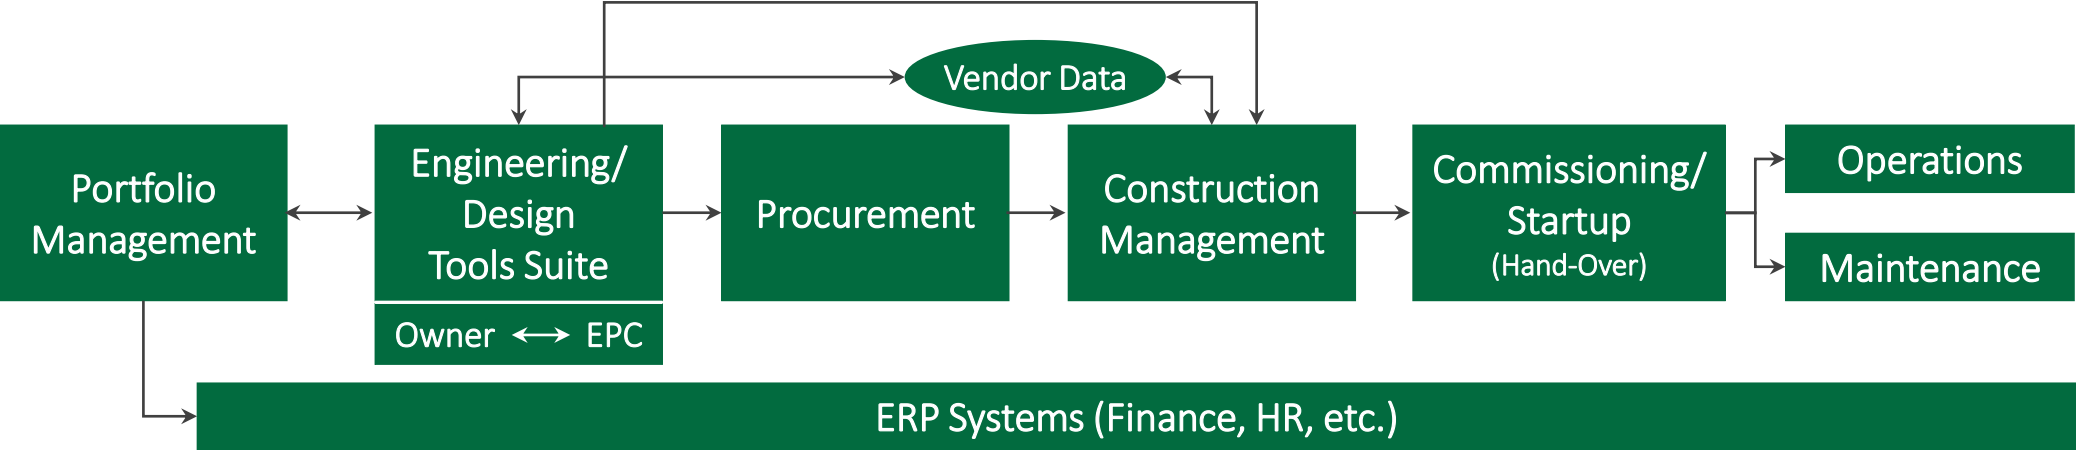 Vendor Data
Portfolio
Management
Engineering/
Design
Tools Suite
Owner EPC
Procurement
Construction
Management
Commissioning/
Startup
(Hand-Over)
Operations
Maintenance
ERP Systems (Finance, HR, etc.)